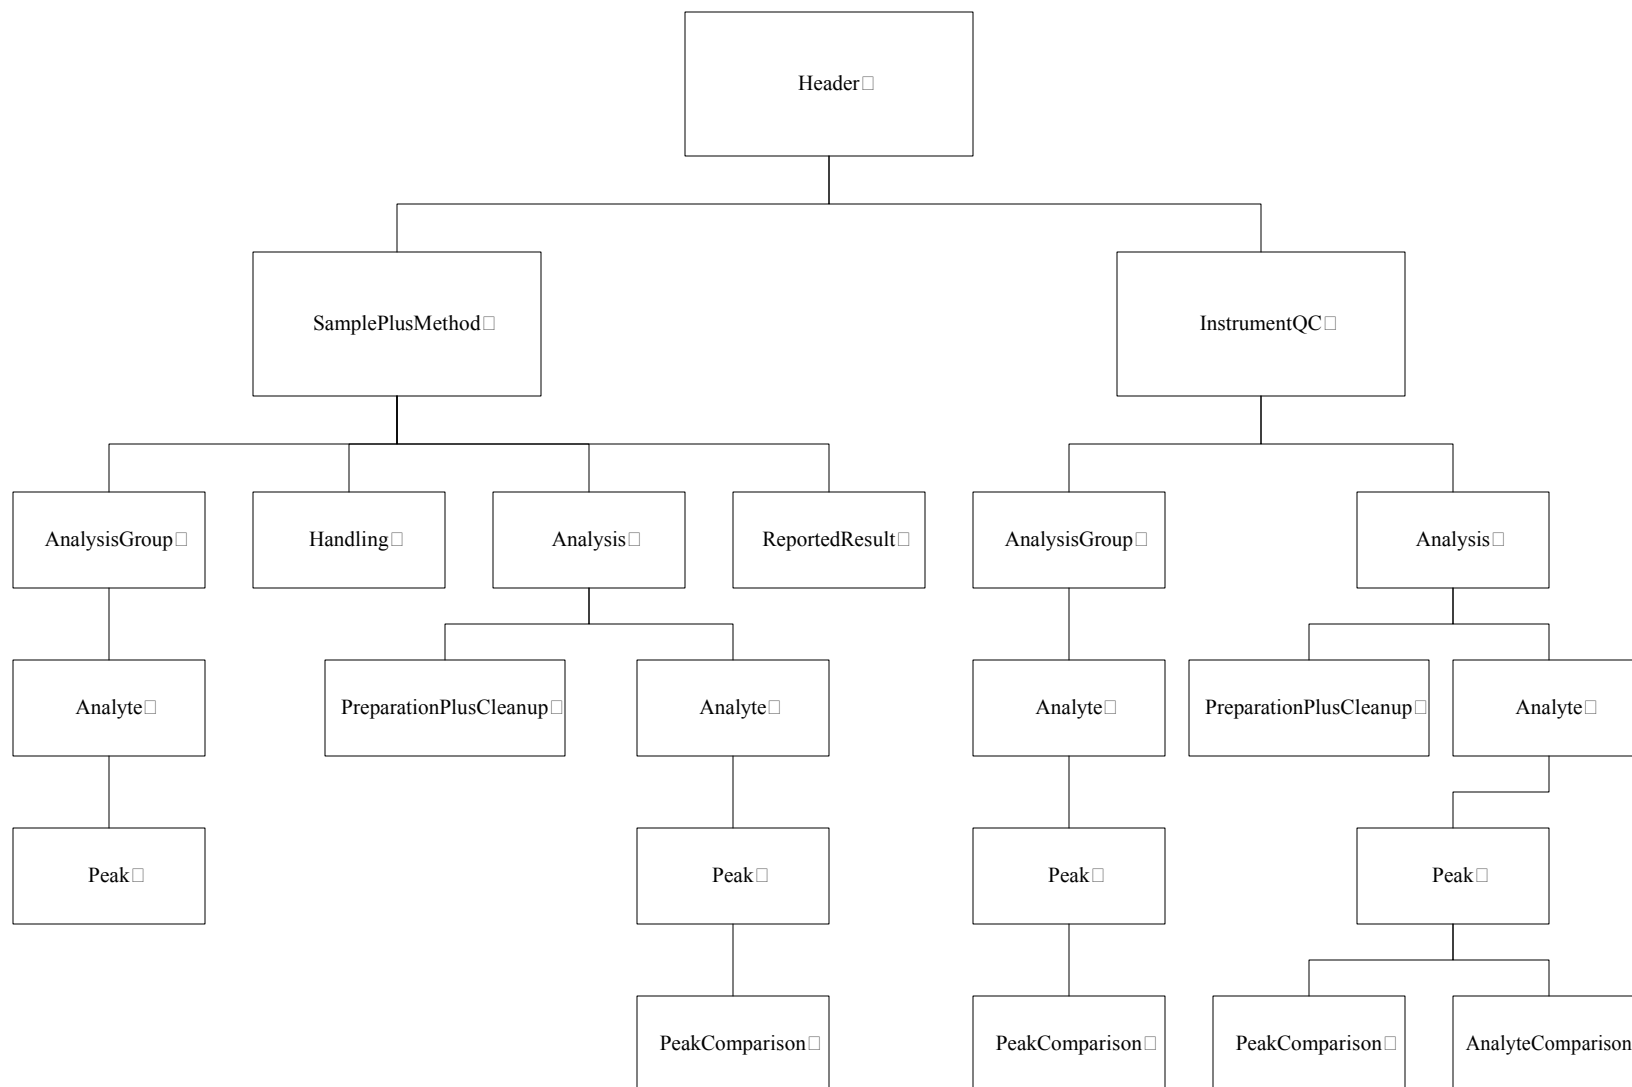 Header
SamplePlusMethod
InstrumentQC
AnalysisGroup
Handling
Analysis
ReportedResult
AnalysisGroup
Analysis
Analyte
PreparationPlusCleanup
Analyte
Analyte
PreparationPlusCleanup
Analyte
Peak
Peak
Peak
Peak
PeakComparison
PeakComparison
PeakComparison
AnalyteComparison